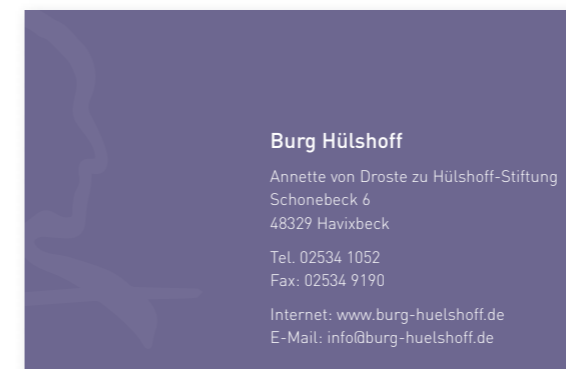 Burg Hülshoff
Annette von Droste zu Hülshoff-Stiftung
Schonebeck 6
48329 Havixbeck
Tel. 02534 1052
Fax: 02534 9190
Internet: www.burg-huelshoff.de
E-Mail: info@burg-huelshoff.de